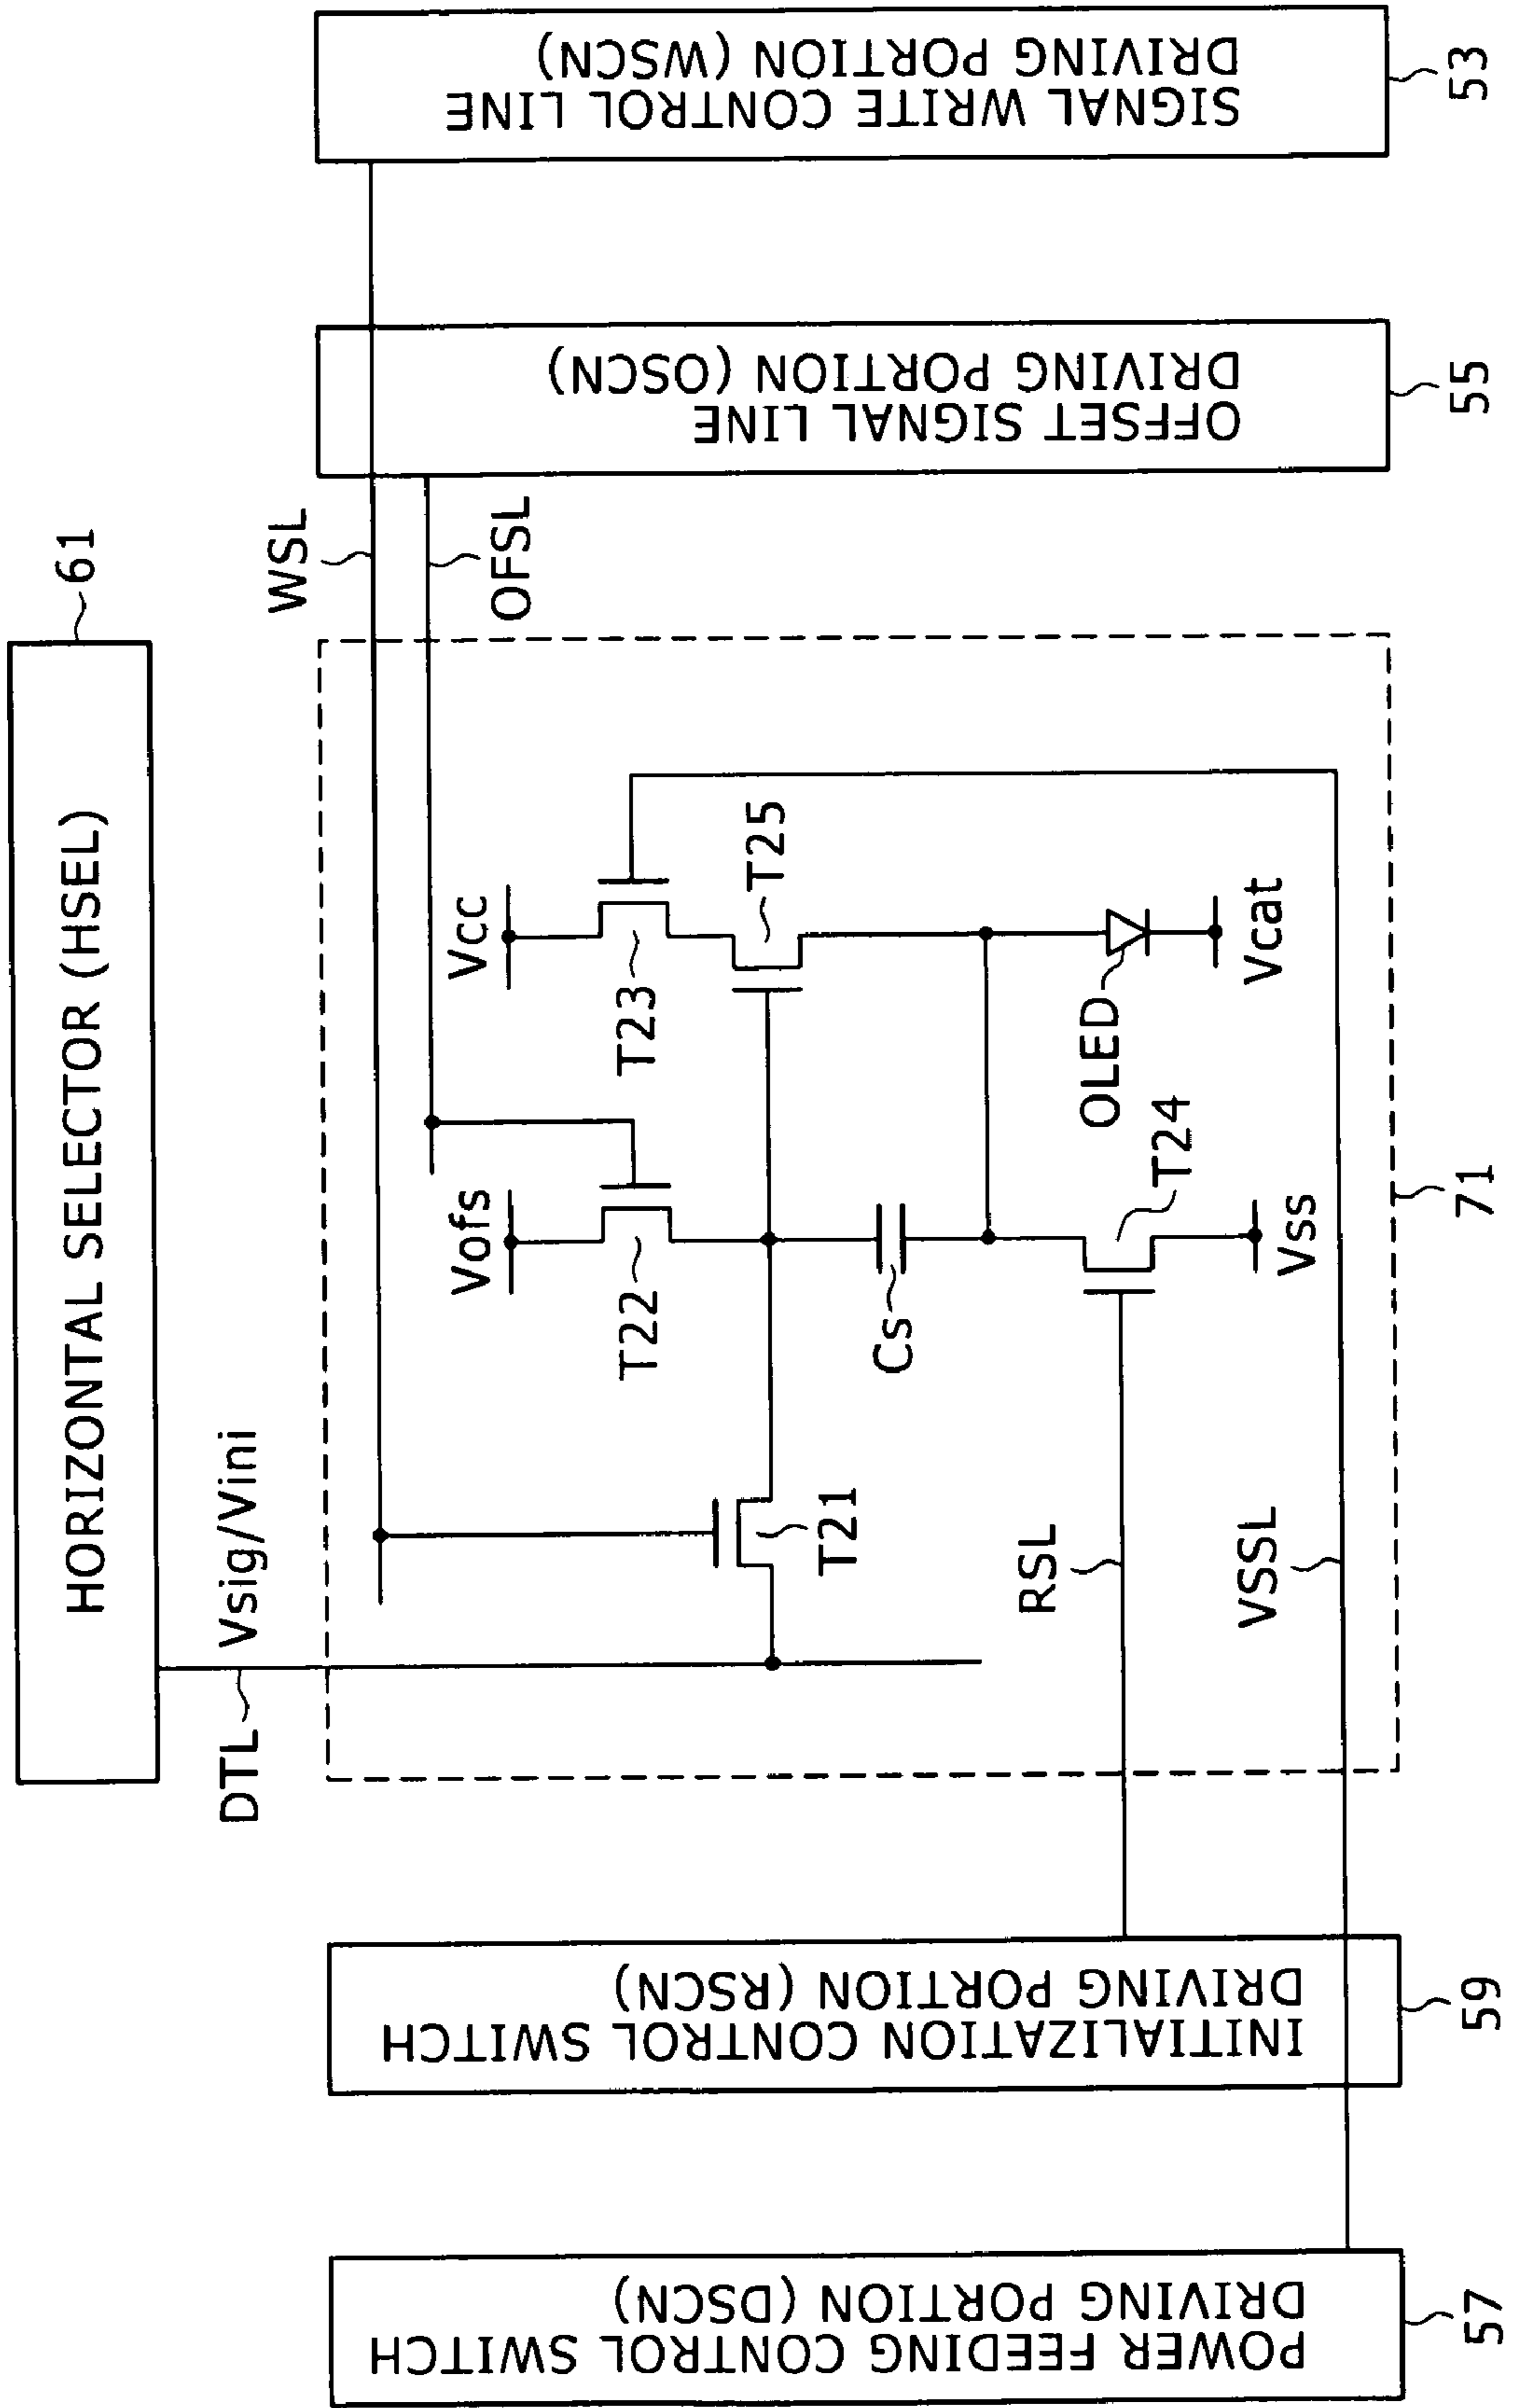 HORIZONTAL SELECTOR (HSEL)
61
DTL
Vsig/Vini
WSL
OFSL
POWER FEEDING CONTROL SWITCH
DRIVING PORTION (DSCN)
57
INITIALIZATION CONTROL SWITCH
DRIVING PORTION (RSCN)
59
Vofs
Vcc
T22
T23
T21
T25
Cs
RSL
T24
OLED
VSSL
Vss
Vcat
71
OFFSET SIGNAL LINE
DRIVING PORTION (OSCN)
55
SIGNAL WRITE CONTROL LINE
DRIVING PORTION (WSCN)
53